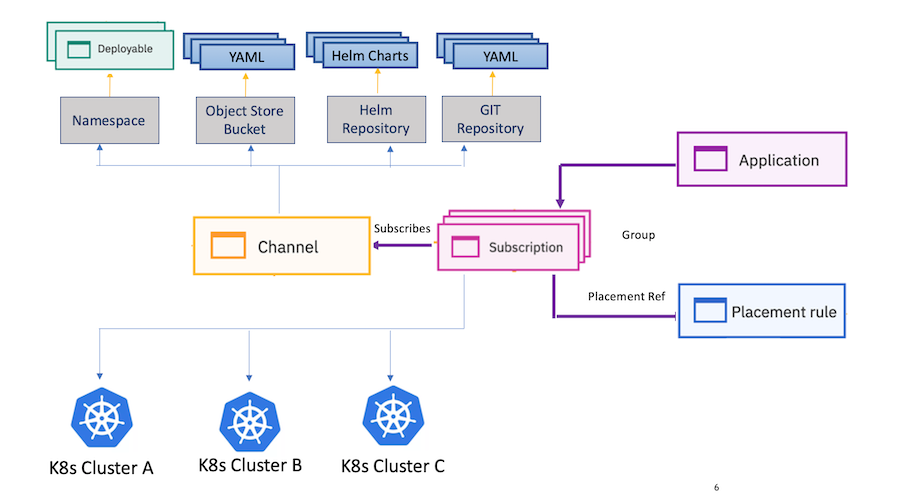 Deployable
YAML
Helm Charts
YAML
Namespace
Object Store
Bucket
Helm
Repository
GIT
Repository
Application
Channel
Subscribes
Subscription
Group
Placement Ref
Placement rule
K8s Cluster A
K8s Cluster B
K8s Cluster C
6